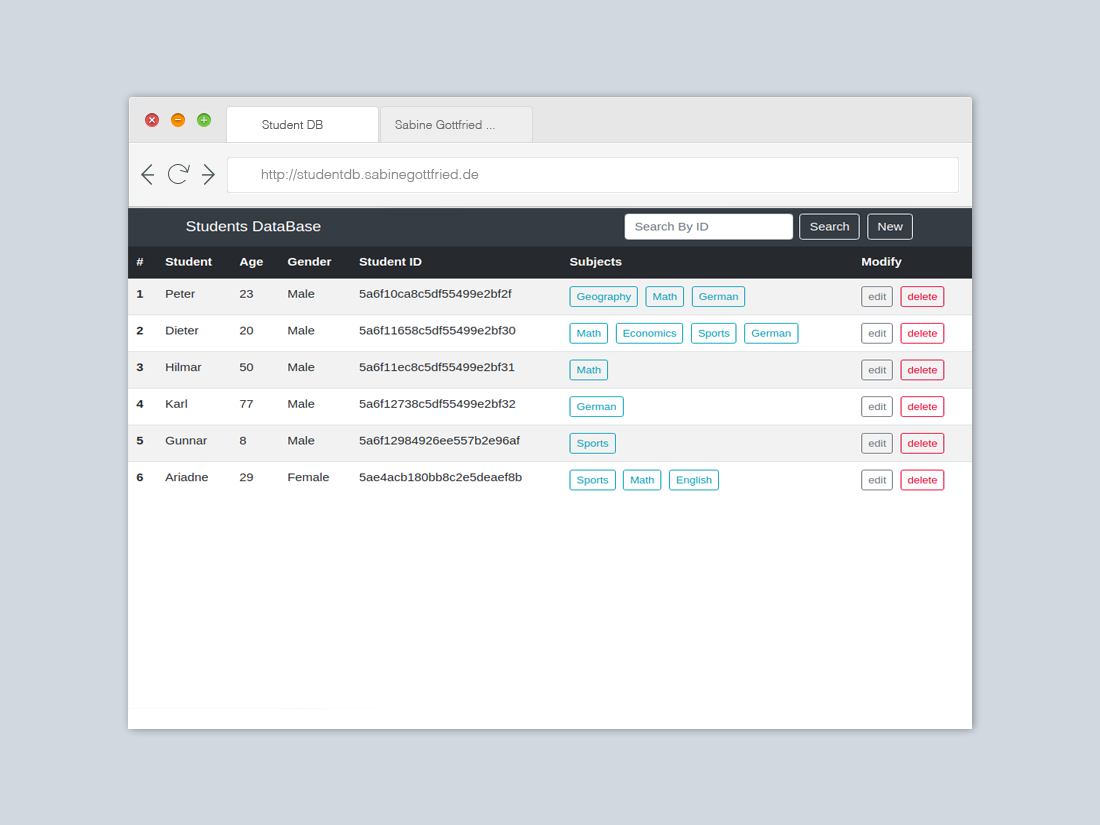 Student DB Sabine Gottfried ...
http://studentdb.sabinegottfried.de
Students DataBase Search By ID Search New
# Student Age Gender Student ID Subjects Modify
1 Peter 23 Male 5a6f10ca8c5df55499e2bf2f Geography Math German edit delete
2 Dieter 20 Male 5a6f11658c5df55499e2bf30 Math Economics Sports German edit delete
3 Hilmar 50 Male 5a6f11ec8c5df55499e2bf31 Math edit delete
4 Karl 77 Male 5a6f12738c5df55499e2bf32 German edit delete
5 Gunnar 8 Male 5a6f12984926ee557b2e96af Sports edit delete
6 Ariadne 29 Female 5ae4acb180bb8c2e5deaef8b Sports Math English edit delete